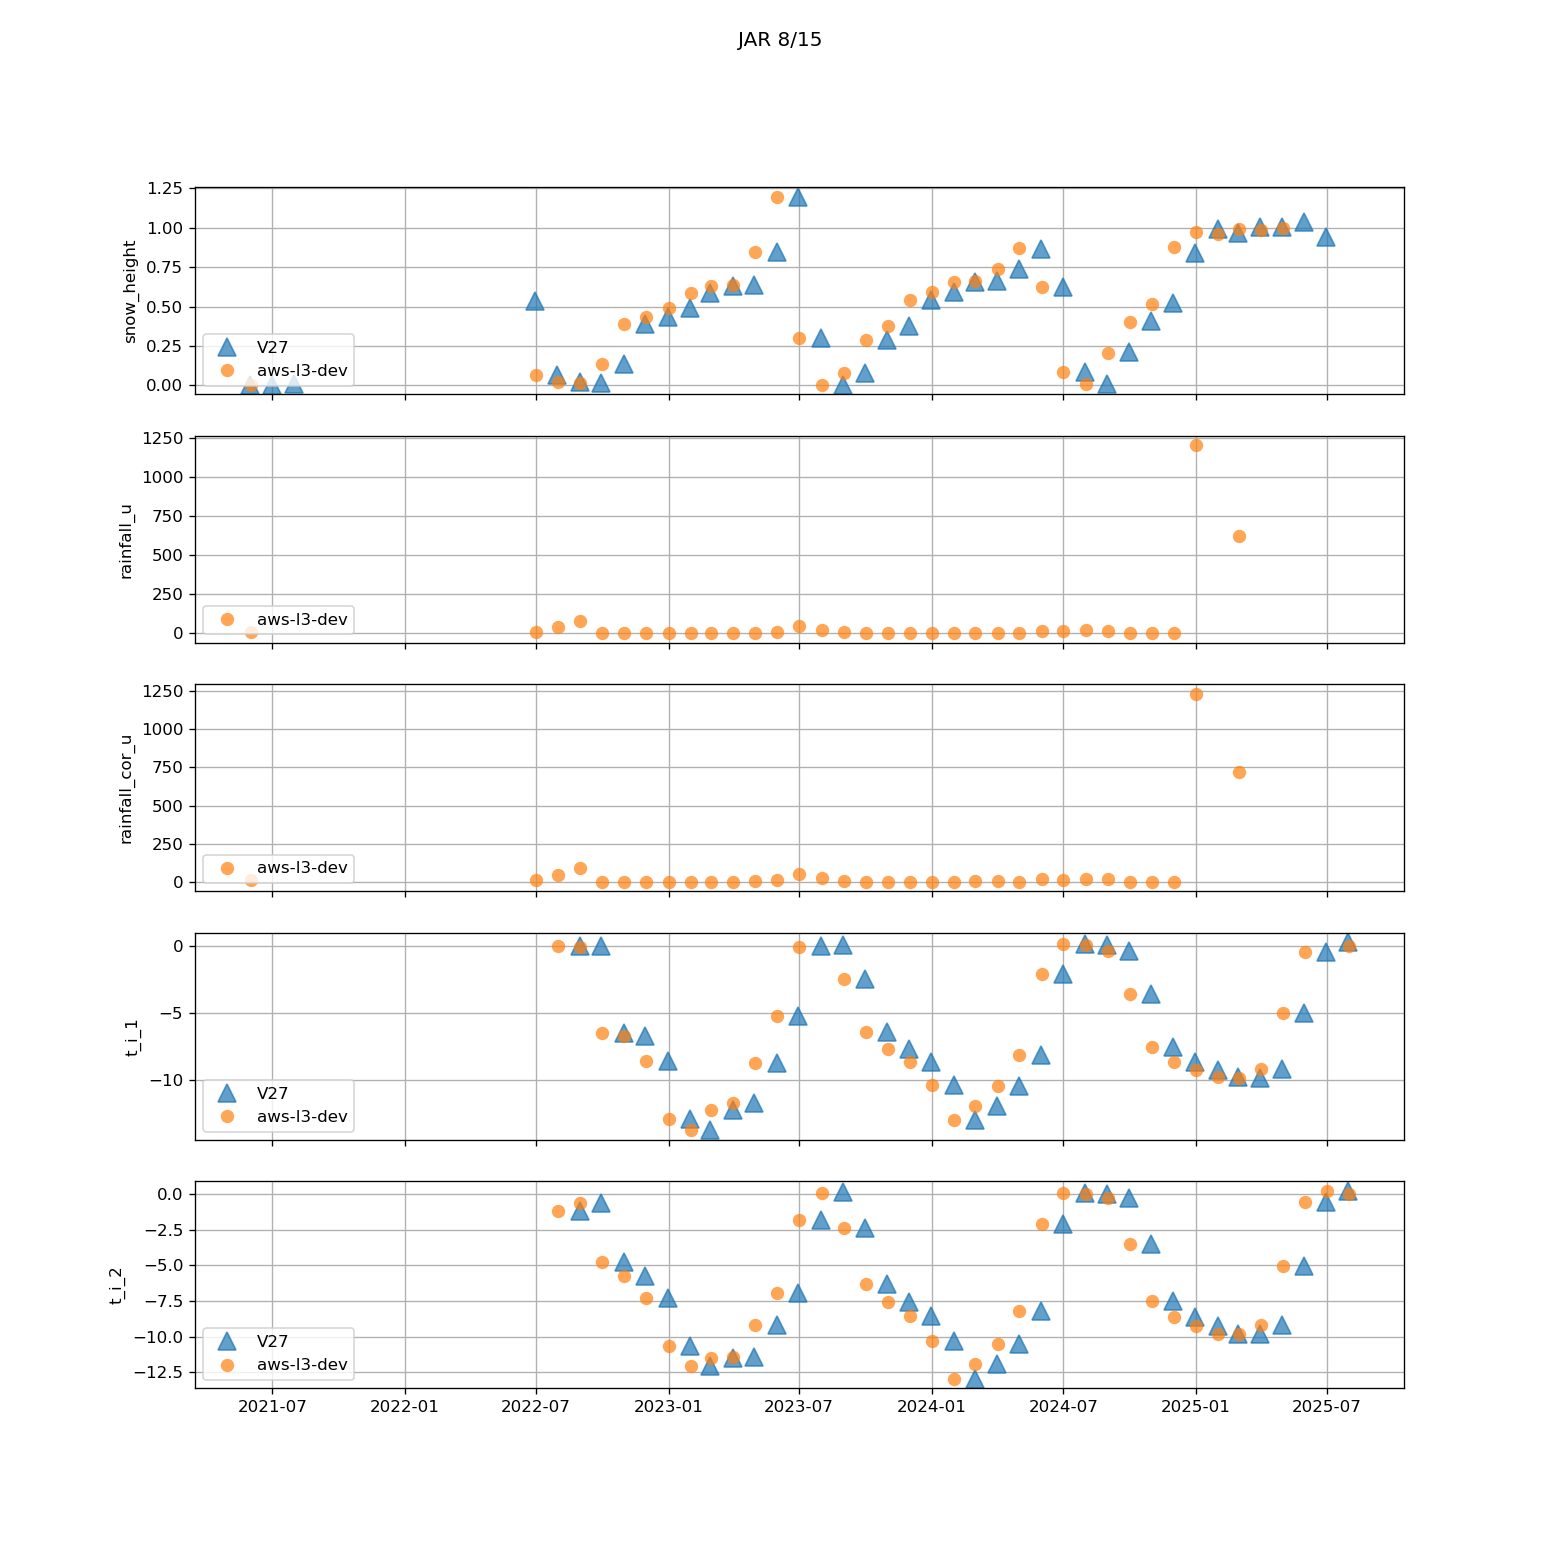 JAR 8/15
snow_height
1.25
1.00
0.75
0.50
0.25
0.00
V27
aws-l3-dev
rainfall_u
1250
1000
750
500
250
0
aws-l3-dev
rainfall_cor_u
1250
1000
750
500
250
0
aws-l3-dev
t_i_1
0
−5
−10
V27
aws-l3-dev
t_i_2
0.0
−2.5
−5.0
−7.5
−10.0
−12.5
V27
aws-l3-dev
2021-07 2022-01 2022-07 2023-01 2023-07 2024-01 2024-07 2025-01 2025-07